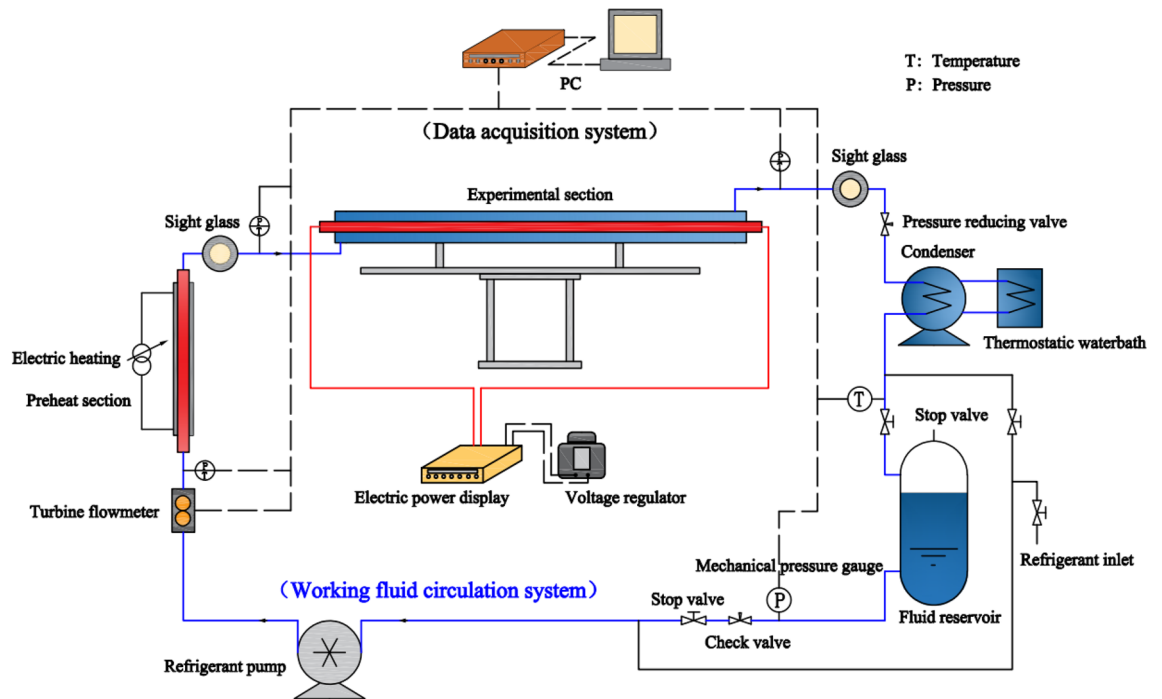 PC
T: Temperature
P: Pressure
(Data acquisition system)
P
T
Sight glass
Experimental section
Sight glass
P
T
Pressure reducing valve
Condenser
Electric heating
Thermostatic waterbath
Preheat section
T
Stop valve
P
T
Electric power display
Voltage regulator
Turbine flowmeter
Refrigerant inlet
Mechanical pressure gauge
(Working fluid circulation system)
Stop valve
P
Fluid reservoir
Check valve
Refrigerant pump